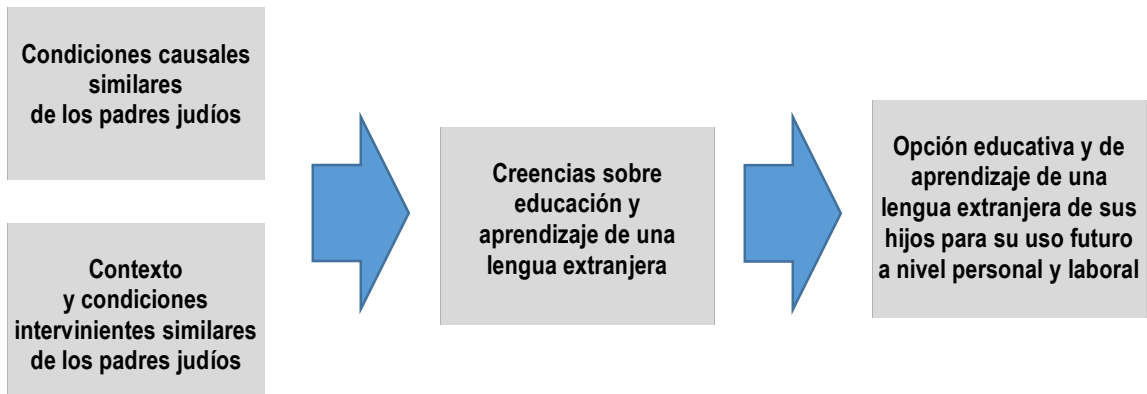 Condiciones causales
similares
de los padres judíos
Contexto
y condiciones
intervinientes similares
de los padres judíos
Creencias sobre
educación y
aprendizaje de una
lengua extranjera
Opción educativa y de
aprendizaje de una
lengua extranjera de sus
hijos para su uso futuro
a nivel personal y laboral